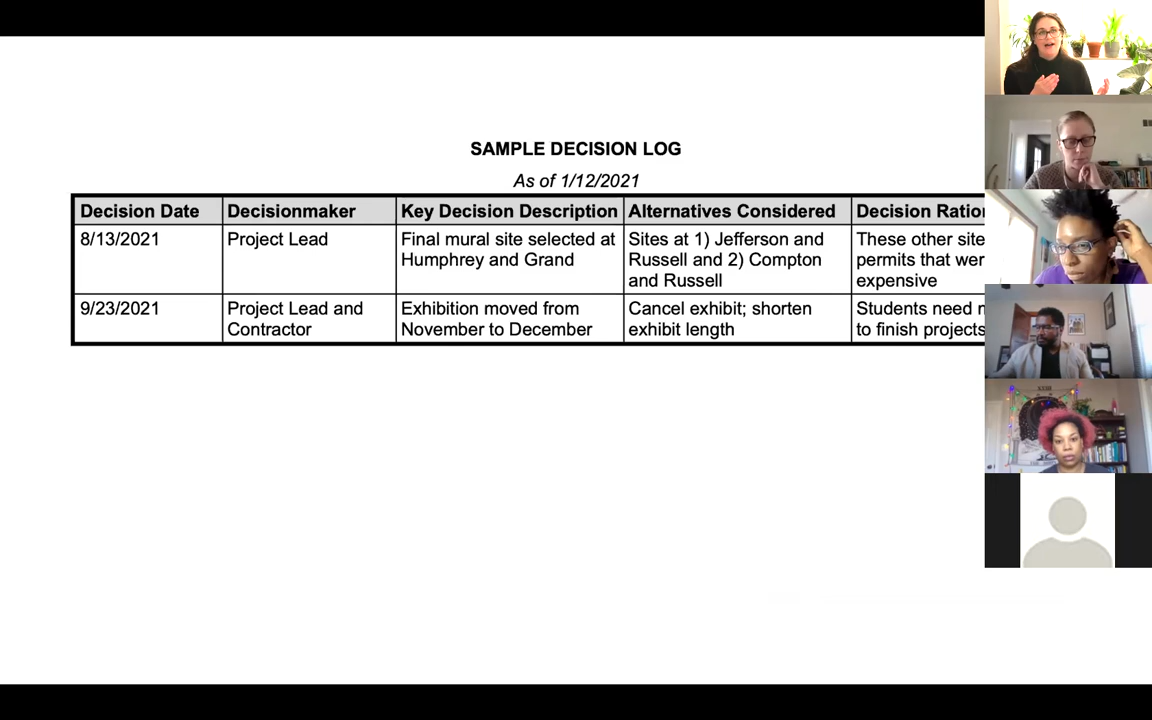 SAMPLE DECISION LOG
As of 1/12/2021
Decision Date Decisionmaker Key Decision Description Alternatives Considered Decision
8/13/2021 Project Lead Final mural site selected at Sites at 1) Jefferson and These other
Humphrey and Grand Russell and 2) Compton permits that
and Russell expensive
9/23/2021 Project Lead and Exhibition moved from Cancel exhibit; shorten Students need
Contractor November to December exhibit length to finish projects